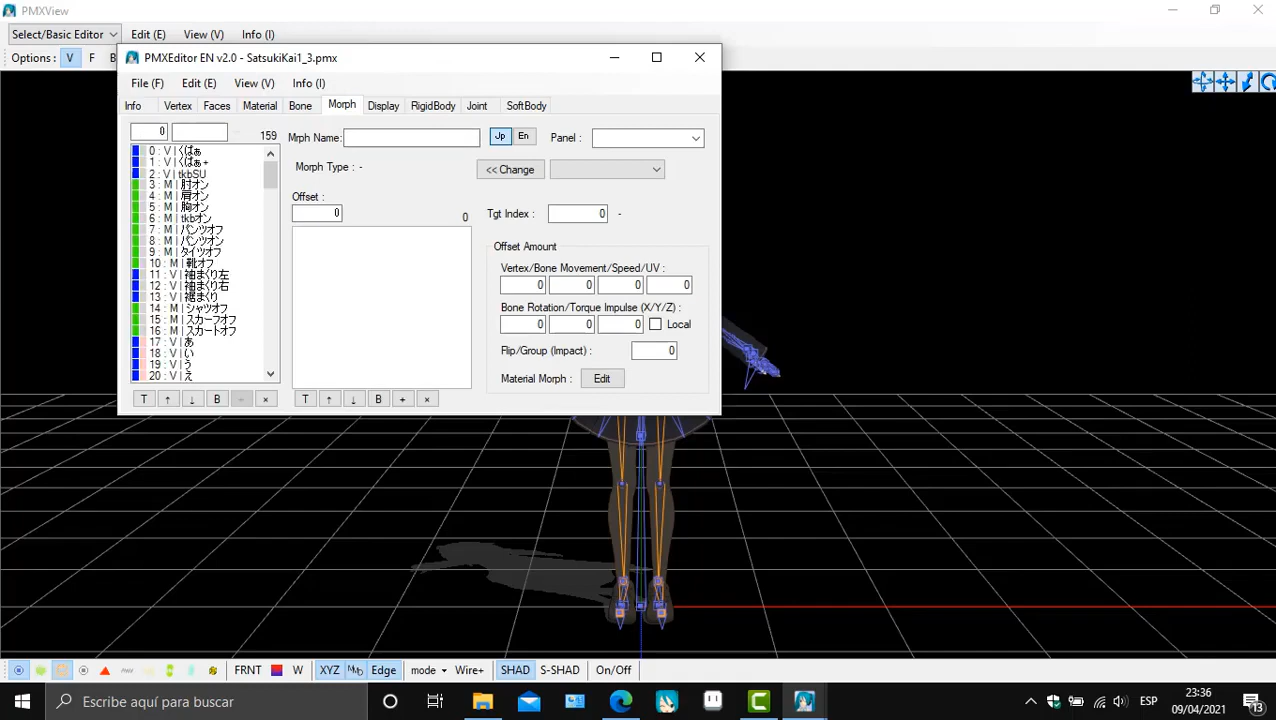 PMXView
Select/Basic Editor Edit (E) View (V) Info (I)
Options : V F B
PMXEditor EN v2.0 - SatsukiKai1_3.pmx
File (F) Edit (E) View (V) Info (I)
Info Vertex Faces Material Bone Morph Display RigidBody Joint SoftBody
0 - 159
Mrph Name: Jp En Panel :
Morph Type : - << Change
Offset :
0 0
Tgt Index : 0 -
0 : V | くぱぁ
1 : V | くぱぁ+
2 : V | tkbSU
3 : M | 肘オン
4 : M | 肩オン
5 : M | 胸オン
6 : M | tkbオン
7 : M | パンツオフ
8 : M | パンツオン
9 : M | タイツオフ
10 : M | 靴オフ
11 : V | 袖まくり左
12 : V | 袖まくり右
13 : V | 裾まくり
14 : M | シャツオフ
15 : M | スカーフオフ
16 : M | スカートオフ
17 : V | あ
18 : V | い
19 : V | う
20 : V | え
Offset Amount
Vertex/Bone Movement/Speed/UV :
0 0 0 0
Bone Rotation/Torque Impulse (X/Y/Z) :
0 0 0 Local
Flip/Group (Impact) : 0
Material Morph : Edit
T ↑ ↓ B + × T ↑ ↓ B + ×
FRNT W XYZ Edge mode Wire+ SHAD S-SHAD On/Off
Escribe aquí para buscar
ESP
23:36
09/04/2021
13